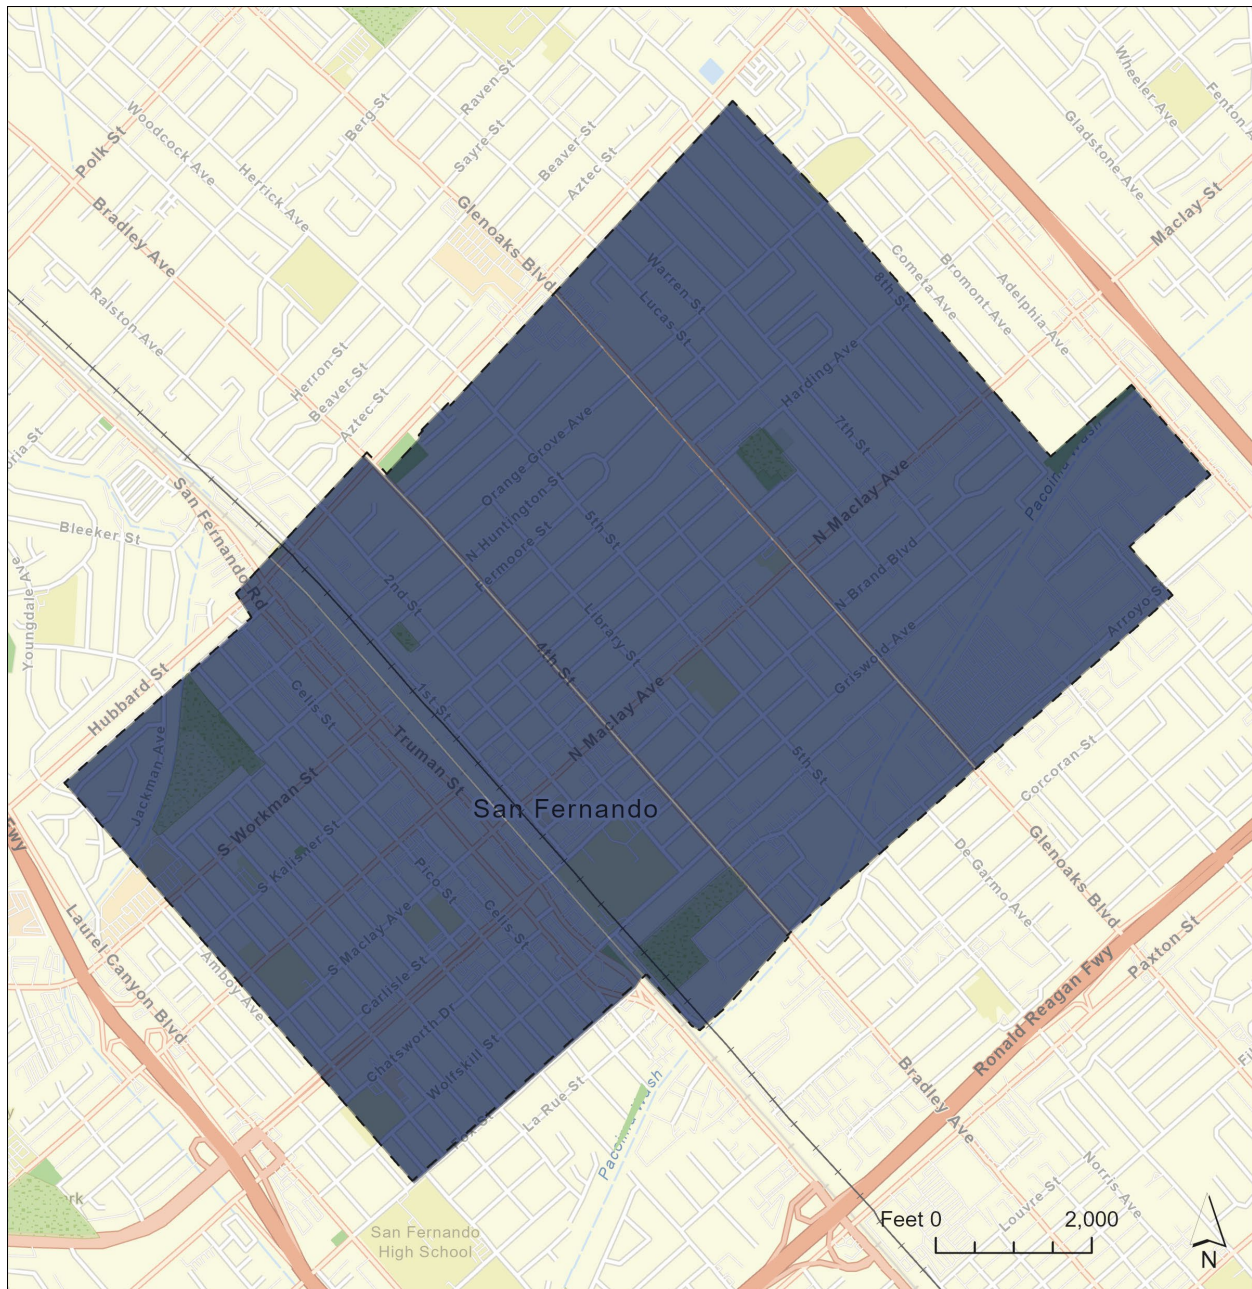 Raven St
Berg St
Woodcock Ave
Sayre St
Beaver St
Aztec St
Wheeler Ave
Fenton A
Gladstone Ave
Polk St
Herrick Ave
Bradley Ave
Glenoaks Blvd
Maclay St
Warren St
Lucas St
8th St
Cometa Ave
Bromont Ave
Adelphia Ave
Ralston Ave
Herron St
Beaver St
Aztec St
Harding Ave
7th St
Orange Grove Ave
N Huntington St
Fermoore St
5th St
N Maclay Ave
Pacoima Wash
oria St
San Fernando Rd
Bleeker St
Youngdale Ave
2nd St
Library St
N Brand Blvd
Arroyo St
Griswold Ave
4th St
N Maclay Ave
Hubbard St
Celis St
1st St
Truman St
Jackman Ave
5th St
Corcoran St
San Fernando
S Workman St
S Kalisher St
Fwy
Pico St
Celis St
S Maclay Ave
Carlisle St
Glenoaks Blvd
De Garmo Ave
Laurel Canyon Blvd
Amboy Ave
Paxton St
Ronald Reagan Fwy
Chatsworth Dr
Wolfskill St
La Rue St
Pacoima Wash
Bradley Ave
Norris Ave
Louvre St
San Fernando
High School
Feet 0 2,000
N